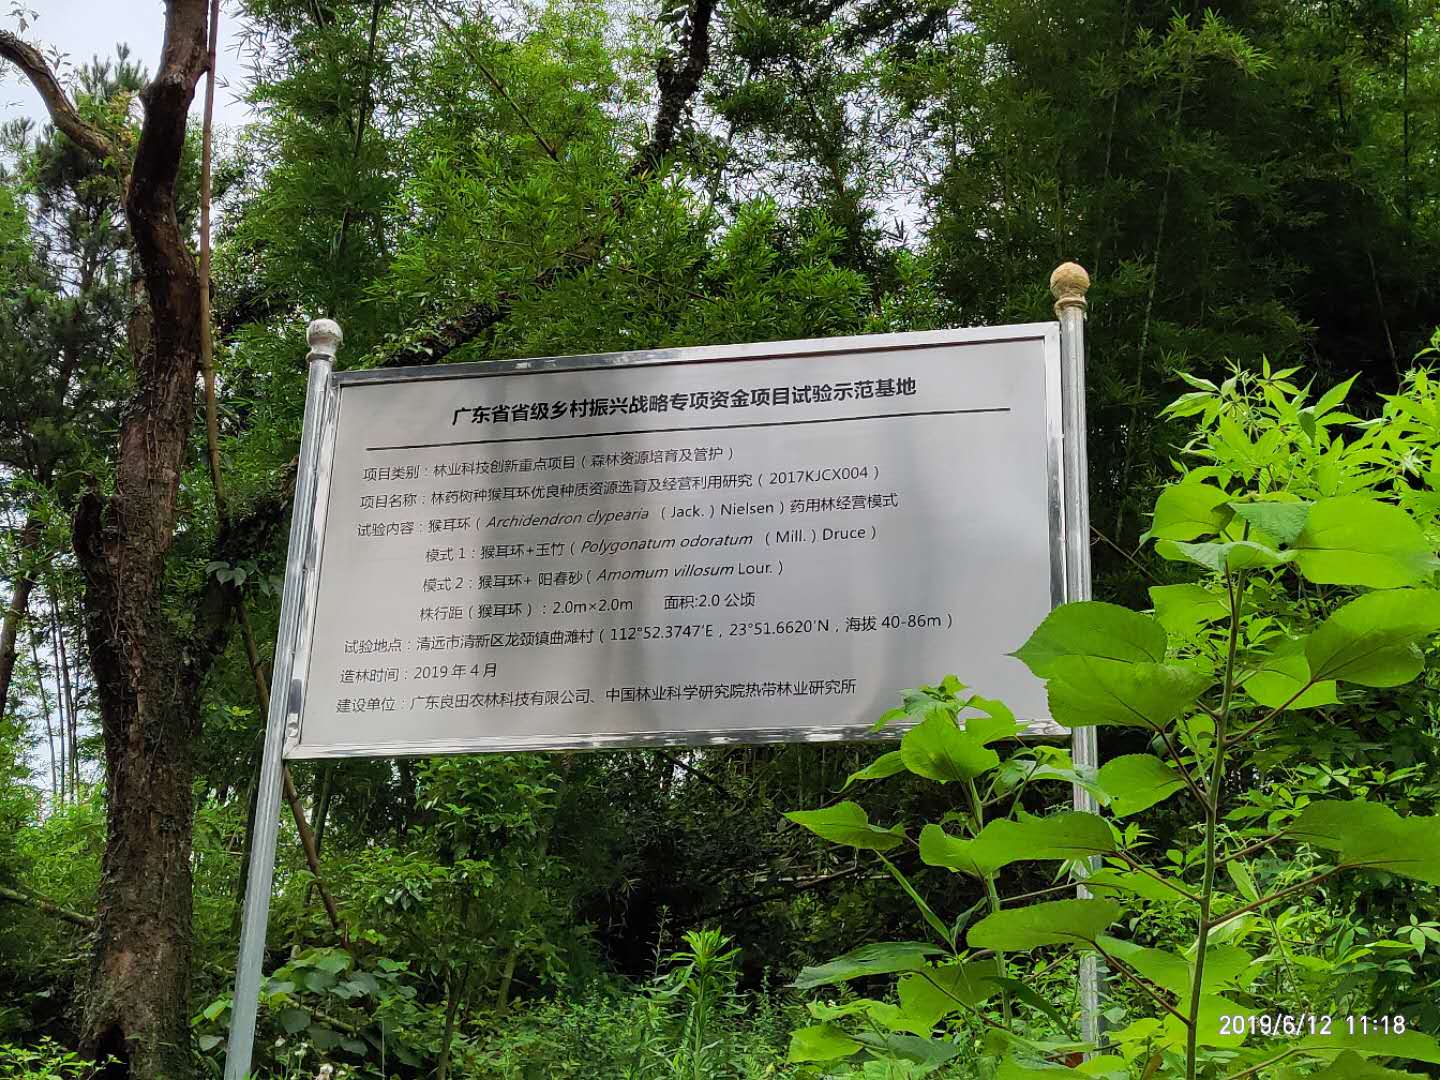 广东省省级乡村振兴战略专项资金项目试验示范基地
项目类别：林业科技创新重点项目（森林资源培育及管护）
项目名称：林药树种猴耳环优良种质资源选育及经营利用研究（2017KJCX004）
试验内容：猴耳环（Archidendron clypearia （Jack.）Nielsen）药用林经营模式
模式 1：猴耳环+玉竹（Polygonatum odoratum （Mill.）Druce）
模式 2：猴耳环+ 阳春砂（Amomum villosum Lour.）
株行距（猴耳环）：2.0m×2.0m 面积:2.0 公顷
试验地点：清远市清新区龙颈镇曲滩村（112°52.3747′E，23°51.6620′N，海拔 40-86m）
造林时间：2019 年 4 月
建设单位：广东良田农林科技有限公司、中国林业科学研究院热带林业研究所
2019/6/12 11:18